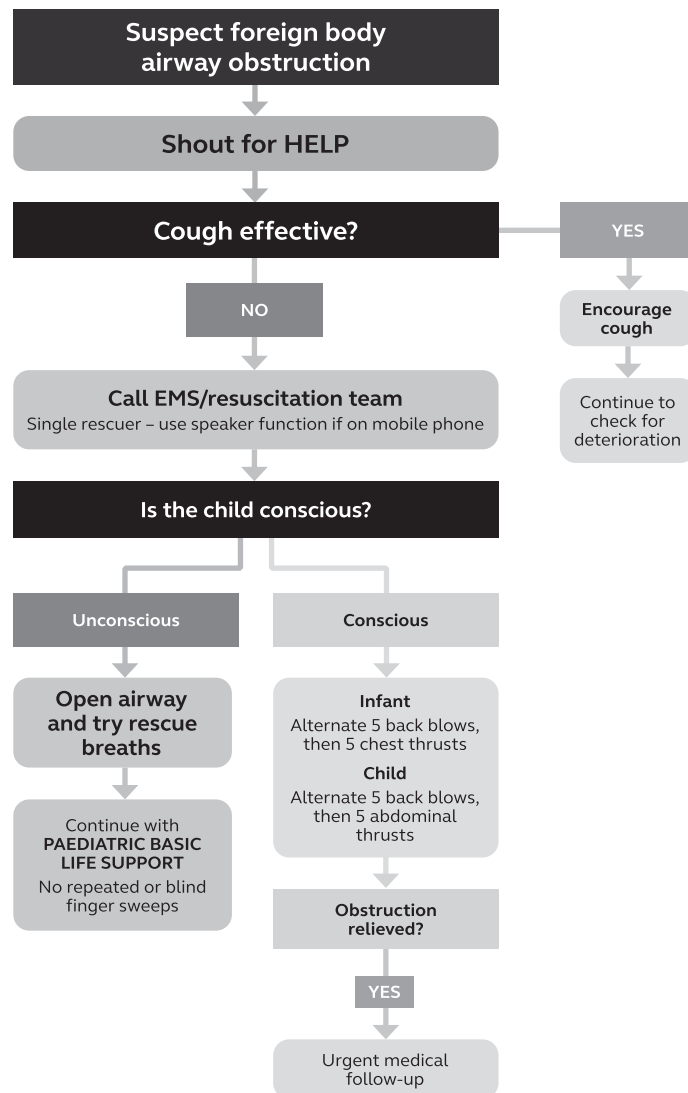 Suspect foreign body
airway obstruction
Shout for HELP
Cough effective?
YES
Encourage
cough
Continue to
check for
deterioration
NO
Call EMS/resuscitation team
Single rescuer – use speaker function if on mobile phone
Is the child conscious?
Unconscious
Open airway
and try rescue
breaths
Continue with
PAEDIATRIC BASIC
LIFE SUPPORT
No repeated or blind
finger sweeps
Conscious
Infant
Alternate 5 back blows,
then 5 chest thrusts
Child
Alternate 5 back blows,
then 5 abdominal
thrusts
Obstruction
relieved?
YES
Urgent medical
follow-up